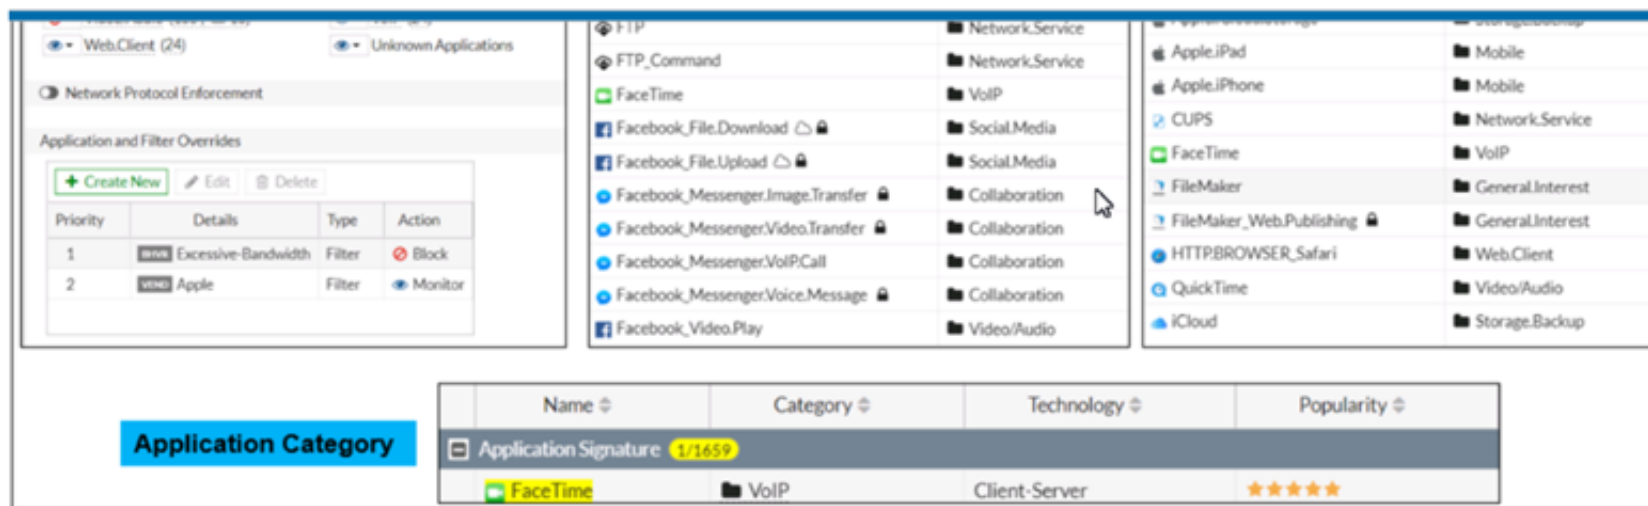 Web.Client (24)
Unknown Applications
Network Protocol Enforcement
Application and Filter Overrides
+ Create New Edit Delete
Priority Details Type Action
1 Excessive-Bandwidth Filter Block
2 VEND Apple Filter Monitor
FTP Network.Service
FTP_Command Network.Service
FaceTime VoIP
Facebook_File.Download Social.Media
Facebook_File.Upload Social.Media
Facebook_Messenger.Image.Transfer Collaboration
Facebook_Messenger.Video.Transfer Collaboration
Facebook_Messenger.VoIP.Call Collaboration
Facebook_Messenger.Voice.Message Collaboration
Facebook_Video.Play Video/Audio
Apple.iPad Mobile
Apple.iPhone Mobile
CUPS Network.Service
FaceTime VoIP
FileMaker General.Interest
FileMaker_Web.Publishing General.Interest
HTTP.BROWSER_Safari Web.Client
QuickTime Video/Audio
iCloud Storage.Backup
Application Category
Name Category Technology Popularity
Application Signature 1/1659
FaceTime VoIP Client-Server